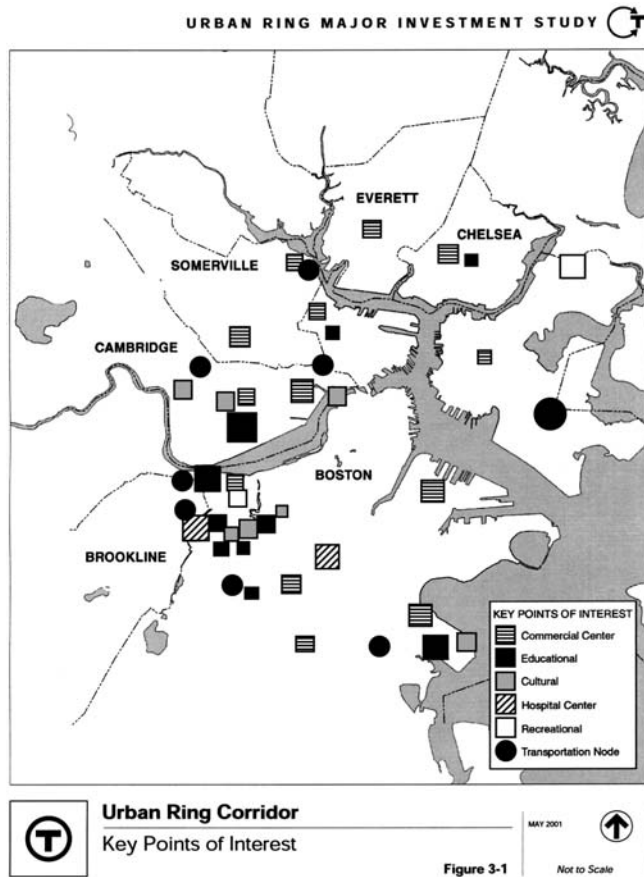 URBAN RING MAJOR INVESTMENT STUDY T
EVERETT
CHELSEA
SOMERVILLE
CAMBRIDGE
BOSTON
BROOKLINE
KEY POINTS OF INTEREST
Commercial Center
Educational
Cultural
Hospital Center
Recreational
Transportation Node
T
Urban Ring Corridor
Key Points of Interest
Figure 3-1
MAY 2001
Not to Scale